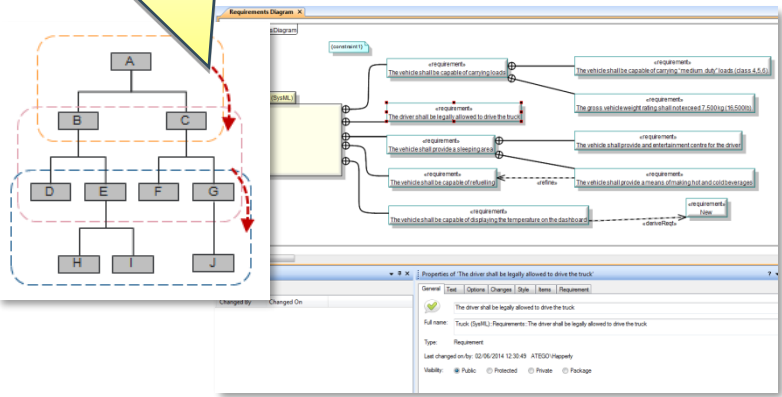 Requirements Diagram ×
sDiagram
{constraint1}
A
B
C
D
E
F
G
H
I
J
(SysML)
«requirement»
The vehicle shall be capable of carrying loads
«requirement»
The vehicle shall be capable of carrying "medium duty" loads (class 4,5,6)
«requirement»
The gross vehicle weight rating shall not exceed 7,500kg (16,500lb)
«requirement»
The driver shall be legally allowed to drive the truck
«requirement»
The vehicle shall provide a sleeping area
«requirement»
The vehicle shall provide and entertainment centre for the driver
«requirement»
The vehicle shall be capable of refuelling
«refine»
«requirement»
The vehicle shall provide a means of making hot and cold beverages
«requirement»
The vehicle shall be capable of displaying the temperature on the dashboard
«deriveReqt»
«requirement»
New
Changed By Changed On
Properties of 'The driver shall be legally allowed to drive the truck' ?
General Text Options Changes Style Items Requirement
The driver shall be legally allowed to drive the truck
Full name: Truck (SysML)::Requirements::The driver shall be legally allowed to drive the truck
Type: Requirement
Last changed on/by: 02/06/2014 12:30:49 ATEGO\Happerly
Visibility: Public Protected Private Package